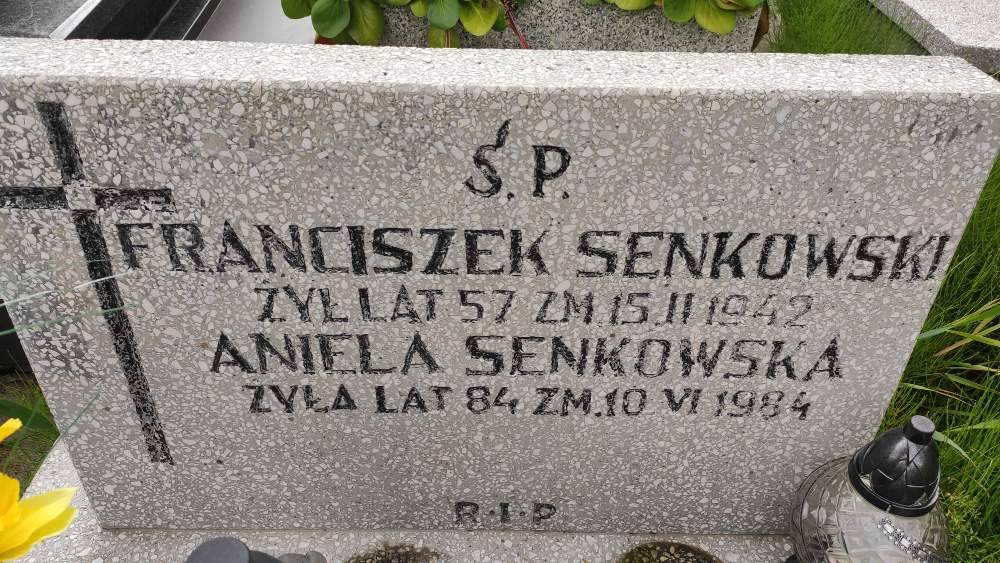 Ś.P.
FRANCISZEK SENKOWSKI
ŻYŁ LAT 57 ZM.15.II 1942
ANIELA SENKOWSKA
ŻYŁA LAT 84 ZM.10 VI 1984
R·I·P